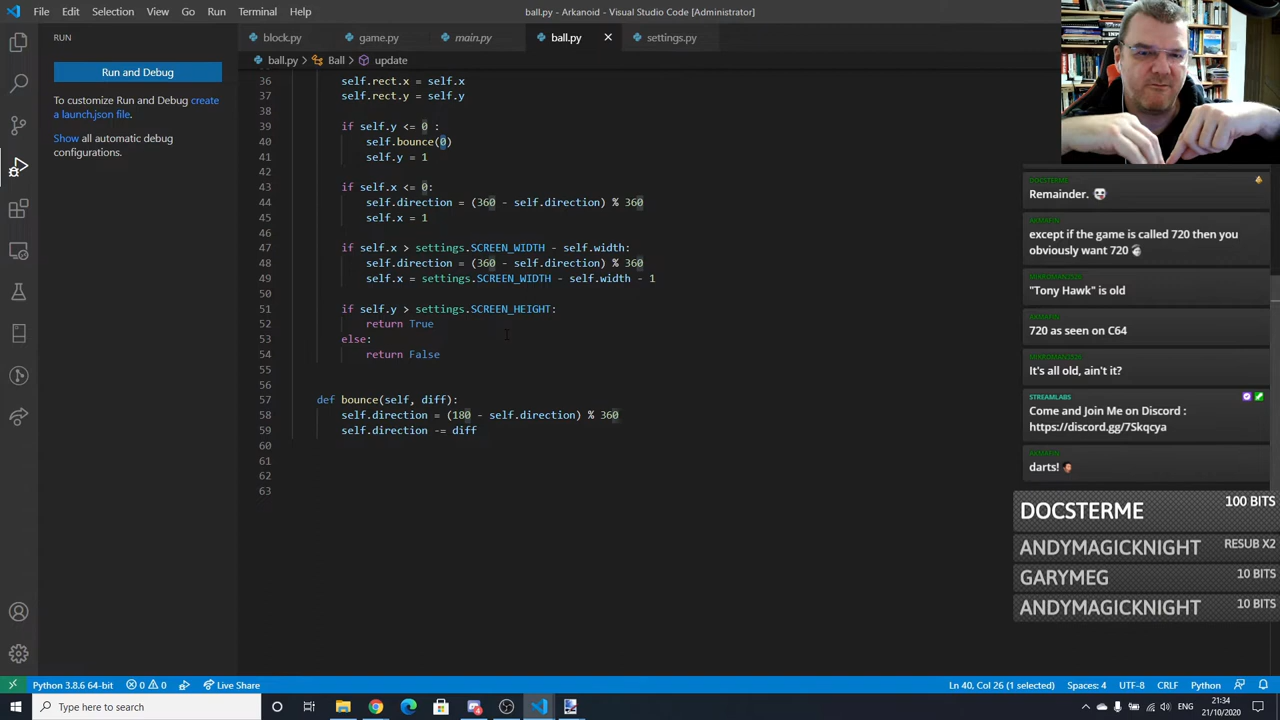 File Edit Selection View Go Run Terminal Help
ball.py - Arkanoid - Visual Studio Code [Administrator]
RUN
Run and Debug
To customize Run and Debug create
a launch.json file.
Show all automatic debug
configurations.
block.py main.py ball.py settings.py
ball.py > Ball > update
36 self.rect.x = self.x
37 self.rect.y = self.y
38
39 if self.y <= 0 :
40 self.bounce(0)
41 self.y = 1
42
43 if self.x <= 0:
44 self.direction = (360 - self.direction) % 360
45 self.x = 1
46
47 if self.x > settings.SCREEN_WIDTH - self.width:
48 self.direction = (360 - self.direction) % 360
49 self.x = settings.SCREEN_WIDTH - self.width - 1
50
51 if self.y > settings.SCREEN_HEIGHT:
52 return True
53 else:
54 return False
55
56
57 def bounce(self, diff):
58 self.direction = (180 - self.direction) % 360
59 self.direction -= diff
60
61
62
63
DOCSTERME
Remainder.
ARMAFIN
except if the game is called 720 then you
obviously want 720
"Tony Hawk" is old
ARMAFIN
720 as seen on C64
It's all old, ain't it?
STREAMLABS
Come and Join Me on Discord :
https://discord.gg/7Skqcya
ARMAFIN
darts!
DOCSTERME 100 BITS
ANDYMAGICKNIGHT RESUB X2
GARYMEG 10 BITS
ANDYMAGICKNIGHT 10 BITS
Python 3.8.6 64-bit 0 0 Live Share
Ln 40, Col 26 (1 selected) Spaces: 4 UTF-8 CRLF Python
Type here to search
21:34
21/10/2020